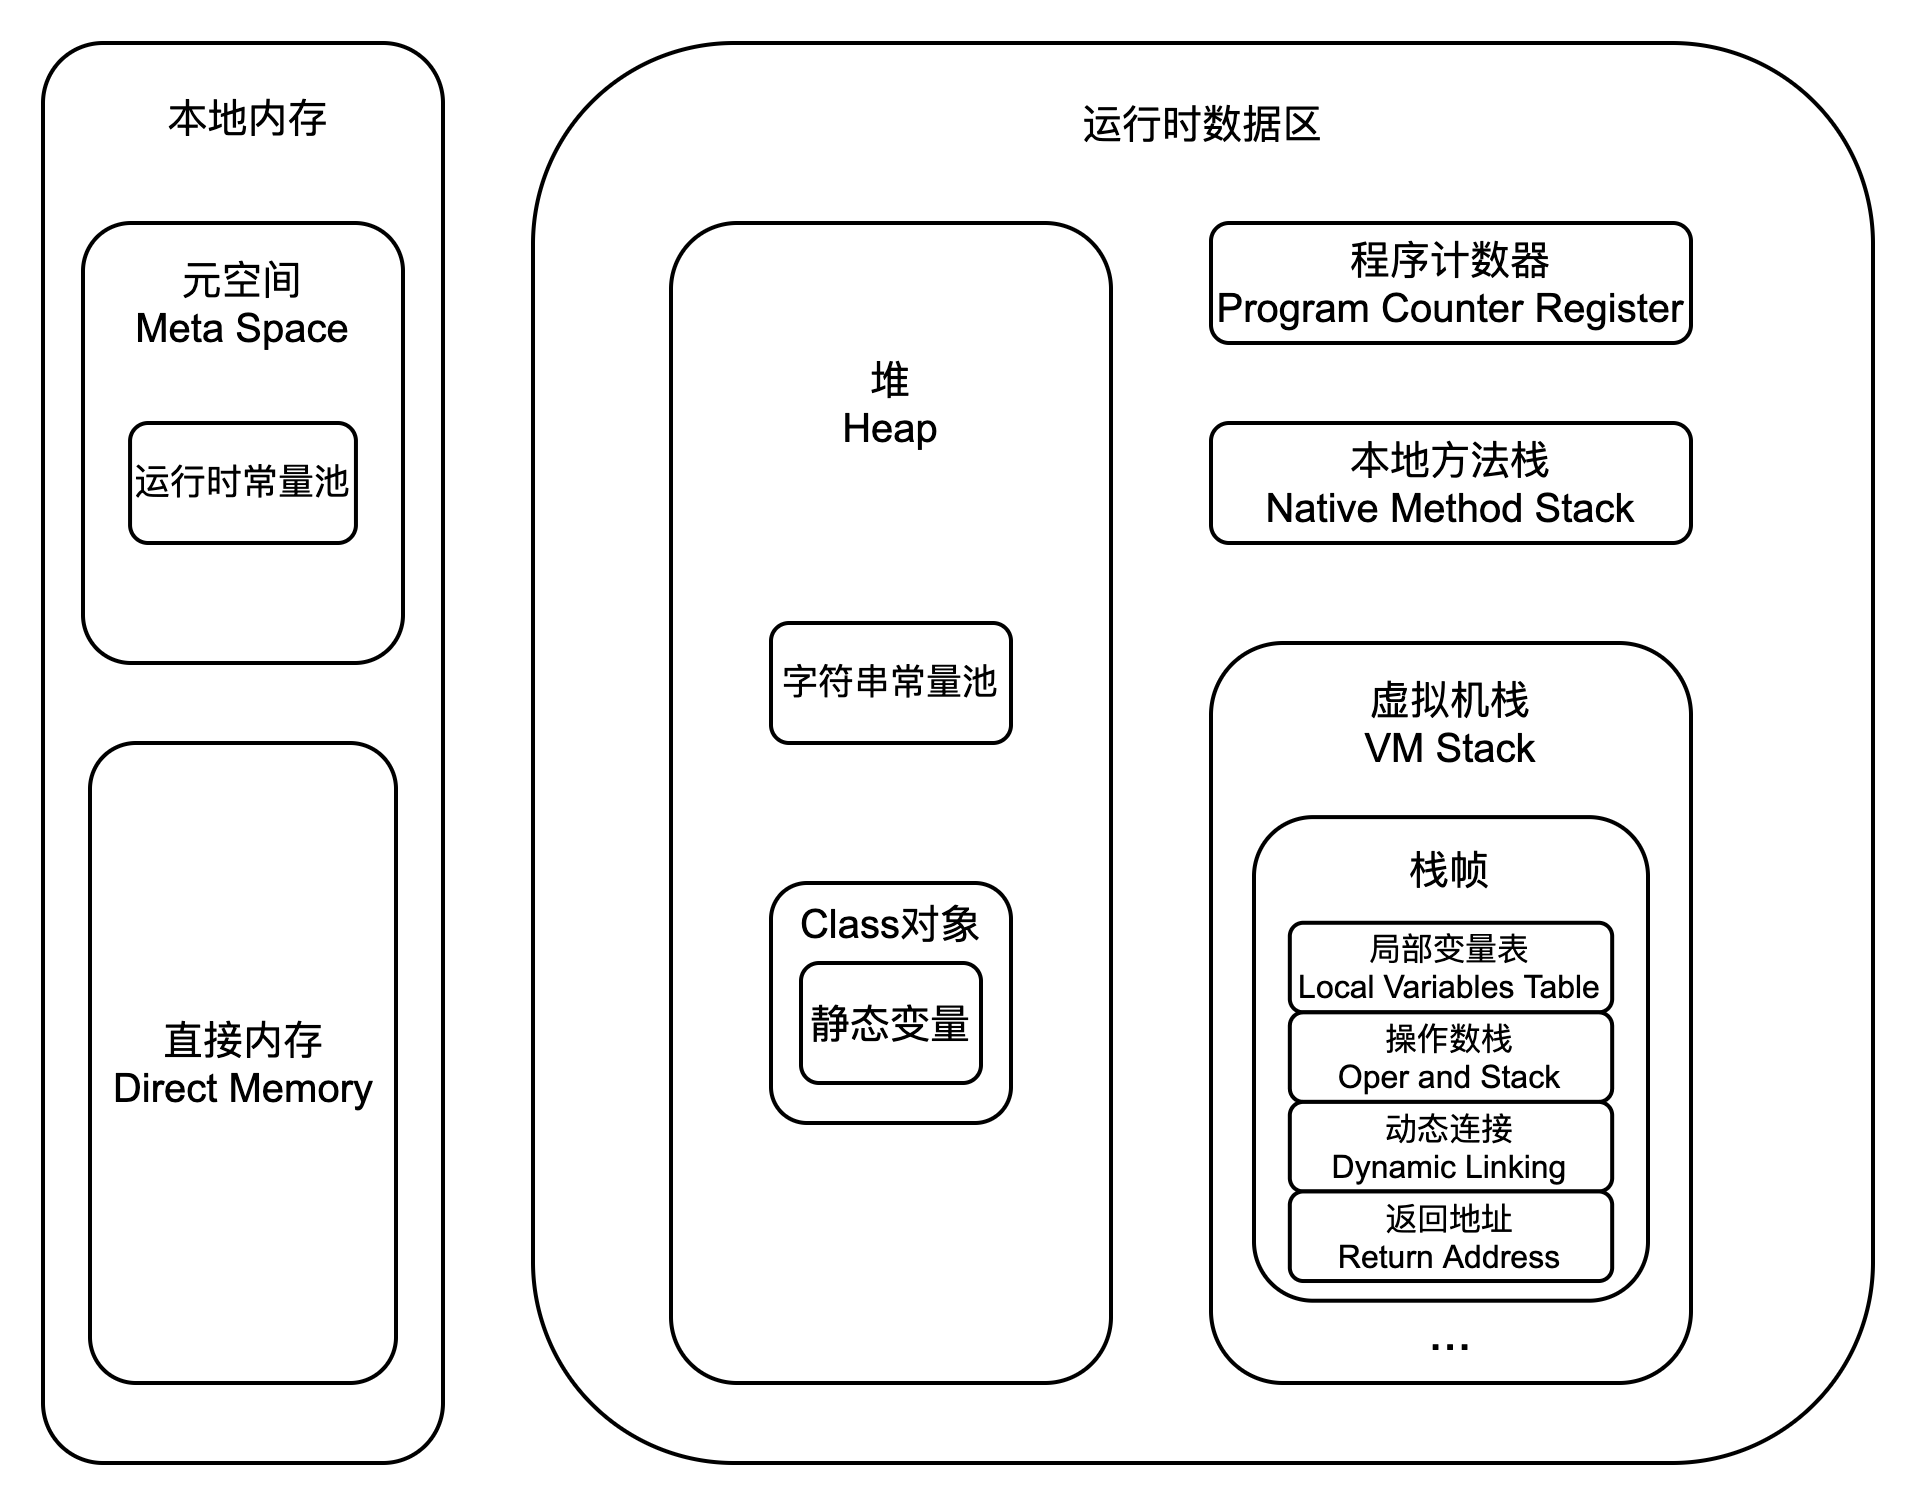 本地内存
元空间
Meta Space
运行时常量池
直接内存
Direct Memory
运行时数据区
堆
Heap
字符串常量池
Class对象
静态变量
程序计数器
Program Counter Register
本地方法栈
Native Method Stack
虚拟机栈
VM Stack
栈帧
局部变量表
Local Variables Table
操作数栈
Oper and Stack
动态连接
Dynamic Linking
返回地址
Return Address
...